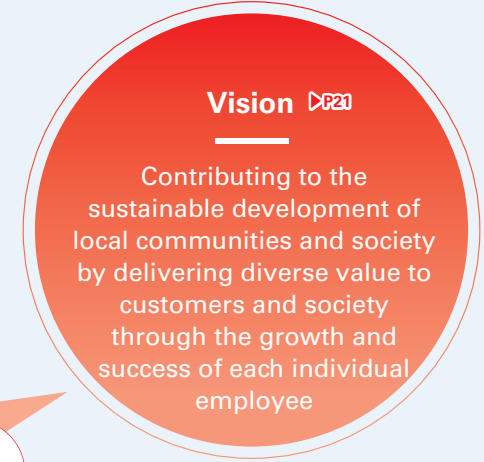 Vision ▷P21
Contributing to the
sustainable development of
local communities and society
by delivering diverse value to
customers and society
through the growth and
success of each individual
employee